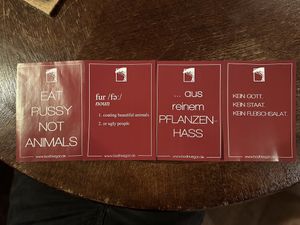 EAT
PUSSY
NOT
ANIMALS
fur /fə:/
noun
1. coating beautiful animals
2. or ugly people
... aus
reinem
PFLANZEN-
HASS
KEIN GOTT.
KEIN STAAT.
KEIN FLEISCHSALAT.